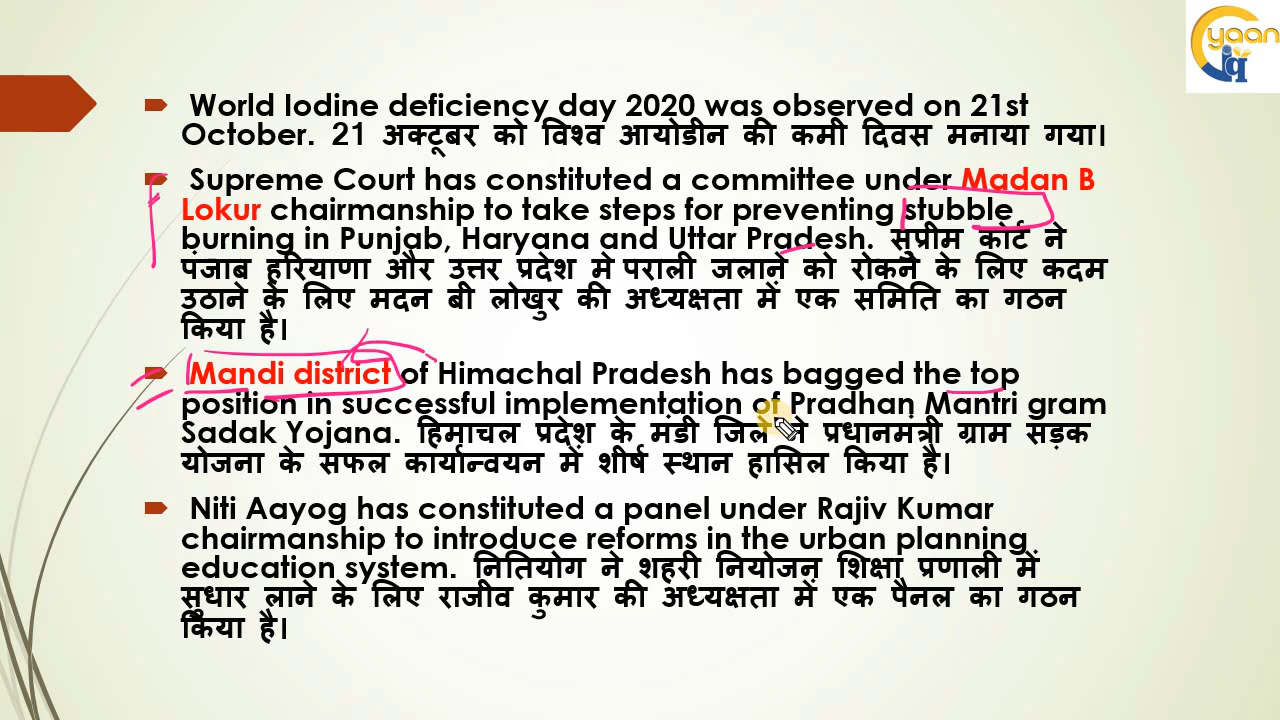 yaan
iq
World Iodine deficiency day 2020 was observed on 21st
October. 21 अक्टूबर को विश्व आयोडीन की कमी दिवस मनाया गया।
Supreme Court has constituted a committee under Madan B
Lokur chairmanship to take steps for preventing stubble
burning in Punjab, Haryana and Uttar Pradesh. सुप्रीम कोर्ट ने
पंजाब हरियाणा और उत्तर प्रदेश में पराली जलाने को रोकने के लिए कदम
उठाने के लिए मदन बी लोखुर की अध्यक्षता में एक समिति का गठन
किया है।
Mandi district of Himachal Pradesh has bagged the top
position in successful implementation of Pradhan Mantri gram
Sadak Yojana. हिमाचल प्रदेश के मंडी जिले ने प्रधानमंत्री ग्राम सड़क
योजना के सफल कार्यान्वयन में शीर्ष स्थान हासिल किया है।
Niti Aayog has constituted a panel under Rajiv Kumar
chairmanship to introduce reforms in the urban planning
education system. नितियोग ने शहरी नियोजन शिक्षा प्रणाली में
सुधार लाने के लिए राजीव कुमार की अध्यक्षता में एक पैनल का गठन
किया है।